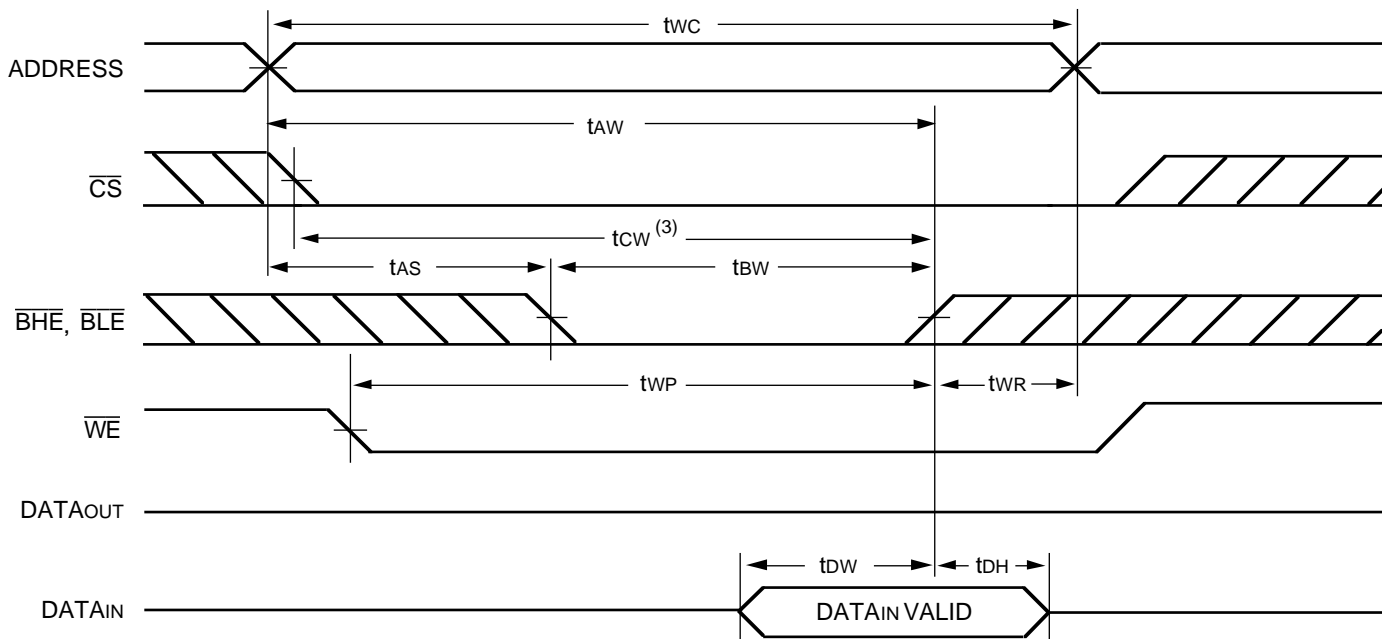 tWC
ADDRESS
tAW
CS
tCW (3)
tAS
tBW
BHE, BLE
tWP
tWR
WE
DATAOUT
tDW
tDH
DATAIN
DATAIN VALID